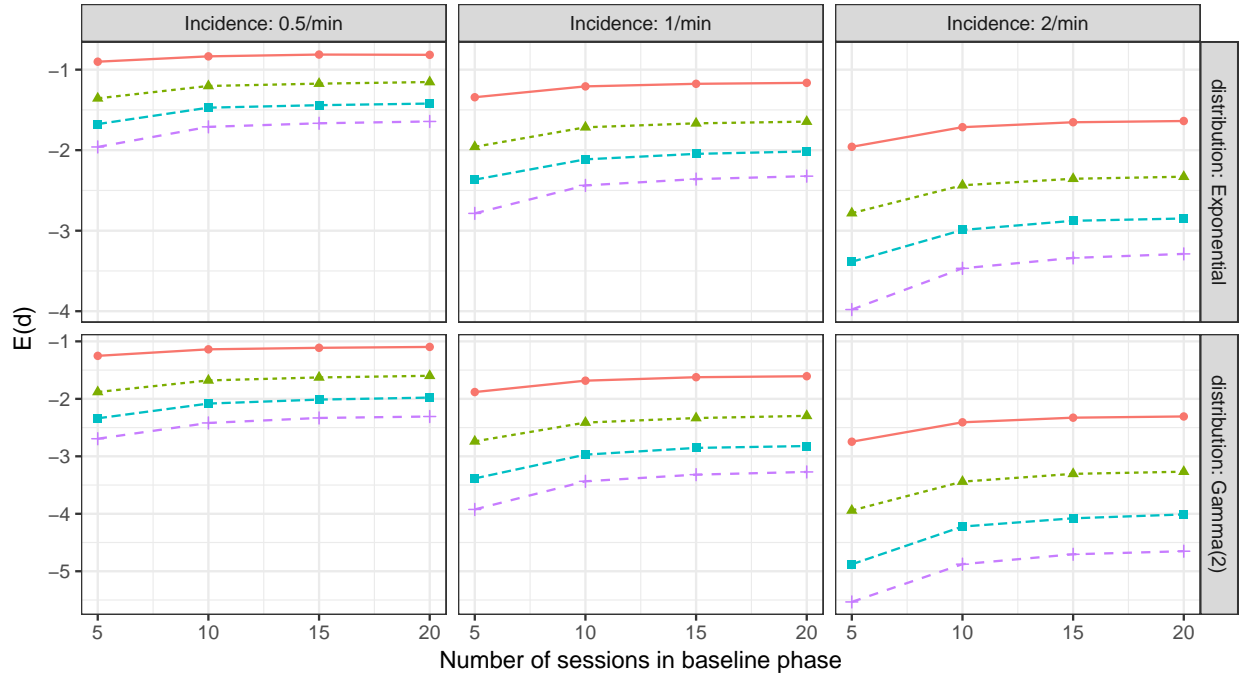 Incidence: 0.5/min
Incidence: 1/min
Incidence: 2/min
E(d)
−1
−2
−3
−4
distribution: Exponential
−1
−2
−3
−4
−5
distribution: Gamma(2)
5 10 15 20
5 10 15 20
5 10 15 20
Number of sessions in baseline phase